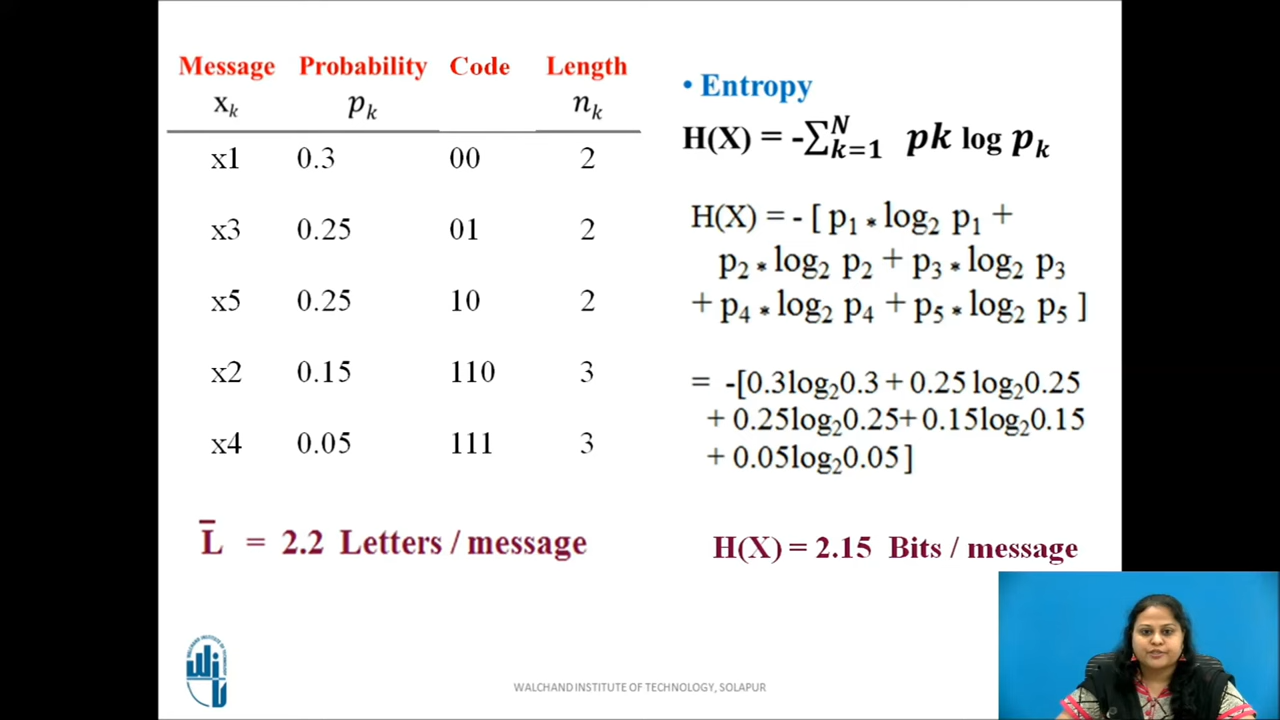 Message Probability Code Length
xₖ pₖ nₖ
x1 0.3 00 2
x3 0.25 01 2
x5 0.25 10 2
x2 0.15 110 3
x4 0.05 111 3
L̅ = 2.2 Letters / message
• Entropy
H(X) = -∑ᴺₖ₌₁ pk log pₖ
H(X) = - [ p₁ * log₂ p₁ +
p₂ * log₂ p₂ + p₃ * log₂ p₃
+ p₄ * log₂ p₄ + p₅ * log₂ p₅ ]
= -[0.3log₂0.3 + 0.25 log₂0.25
+ 0.25log₂0.25+ 0.15log₂0.15
+ 0.05log₂0.05 ]
H(X) = 2.15 Bits / message
WALCHAND INSTITUTE OF TECHNOLOGY, SOLAPUR